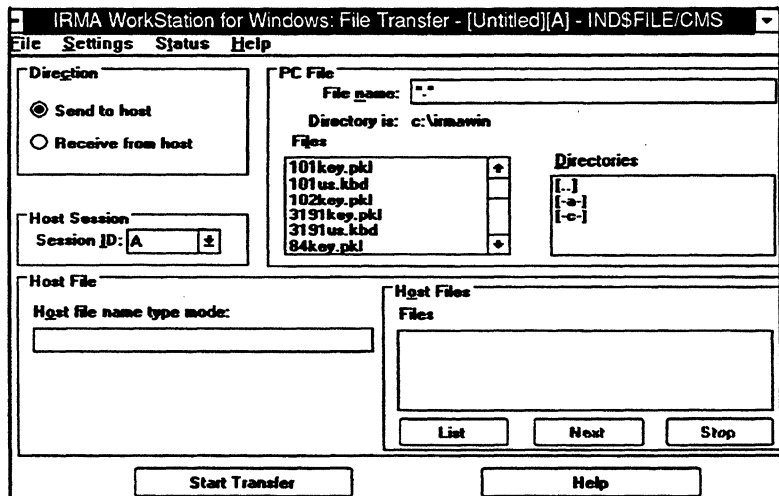 IRMA WorkStation for Windows: File Transfer - [Untitled][A] - IND$FILE/CMS
File Settings Status Help
Direction
Send to host
Receive from host
Host Session
Session ID: A
PC File
File name: *.*
Directory is: c:\irmawin
Files
101key.pkl
101us.kbd
102key.pkl
3191key.pkl
3191us.kbd
84key.pkl
Directories
[..]
[-a-]
[-c-]
Host File
Host file name type mode:
Host Files
Files
List Next Stop
Start Transfer Help